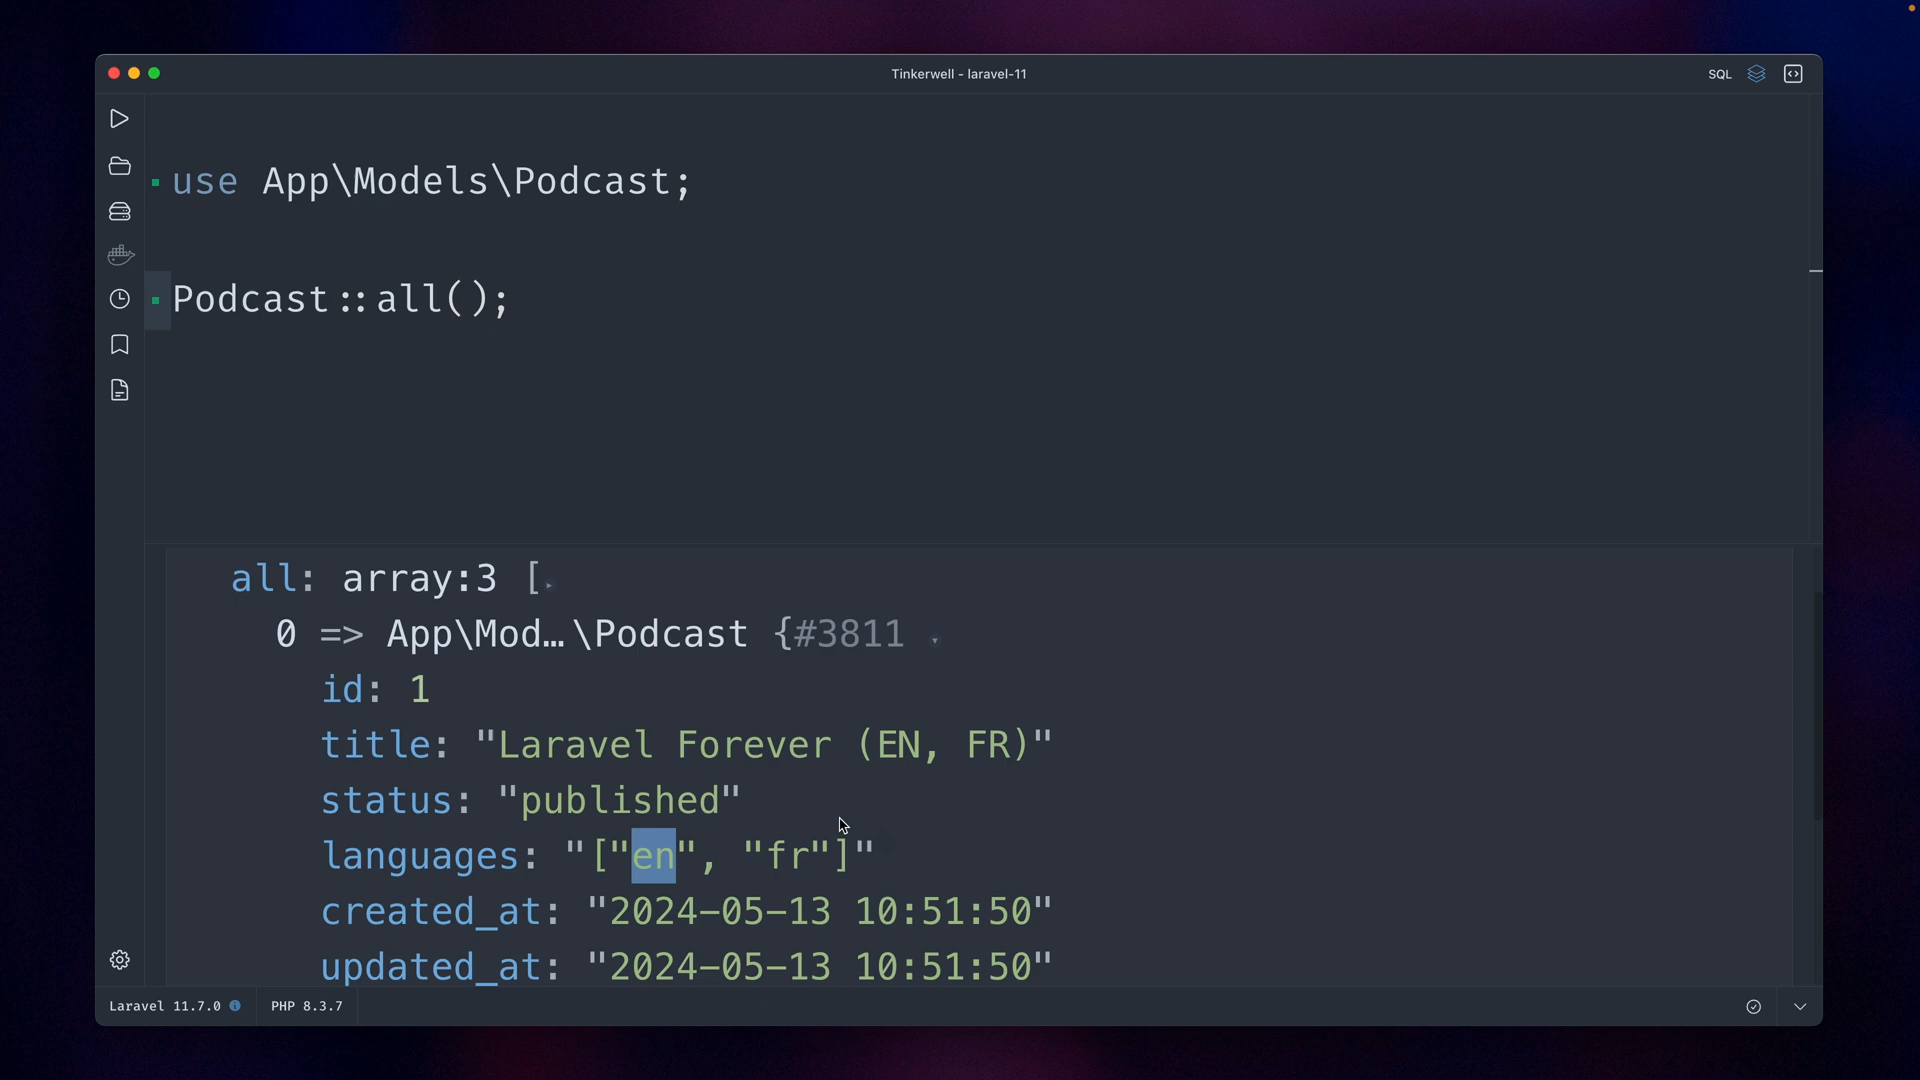 Tinkerwell - laravel-11
SQL
use App\Models\Podcast;
Podcast::all();
all: array:3 [
0 => App\Mod…\Podcast {#3811
id: 1
title: "Laravel Forever (EN, FR)"
status: "published"
languages: "["en", "fr"]"
created_at: "2024-05-13 10:51:50"
updated_at: "2024-05-13 10:51:50"
Laravel 11.7.0
PHP 8.3.7